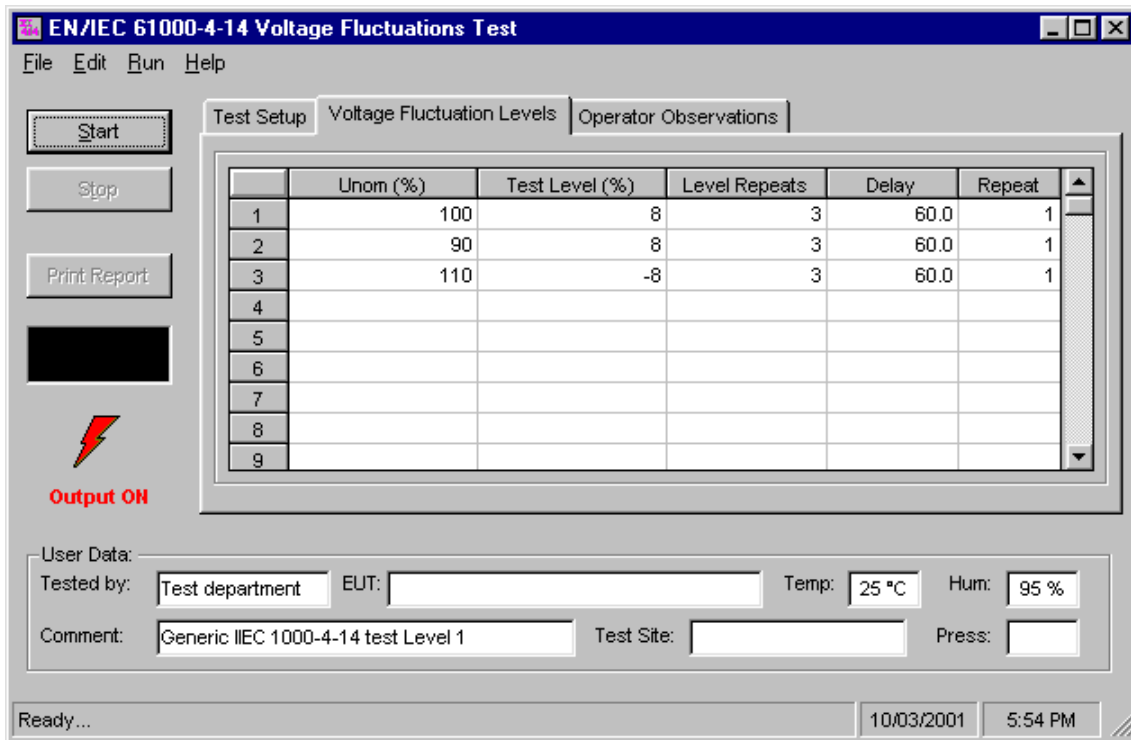 EN/IEC 61000-4-14 Voltage Fluctuations Test
File Edit Run Help
Start
Stop
Print Report
Output ON
Test Setup Voltage Fluctuation Levels Operator Observations
Unom (%) Test Level (%) Level Repeats Delay Repeat
1 100 8 3 60.0 1
2 90 8 3 60.0 1
3 110 -8 3 60.0 1
4
5
6
7
8
9
User Data:
Tested by: Test department EUT: Temp: 25 °C Hum: 95 %
Comment: Generic IIEC 1000-4-14 test Level 1 Test Site: Press:
Ready... 10/03/2001 5:54 PM